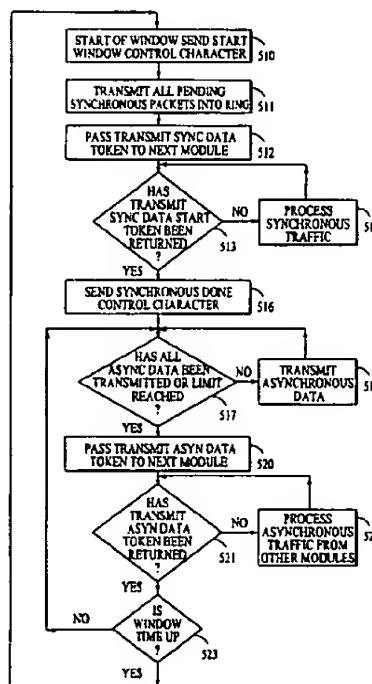 START OF WINDOW SEND START
WINDOW CONTROL CHARACTER
510
TRANSMIT ALL PENDING
SYNCHRONOUS PACKETS INTO RING
511
PASS TRANSMIT SYNC DATA
TOKEN TO NEXT MODULE
512
HAS
TRANSMIT
SYNC DATA START
TOKEN BEEN
RETURNED
?
513
NO
PROCESS
SYNCHRONOUS
TRAFFIC
YES
SEND SYNCHRONOUS DONE
CONTROL CHARACTER
516
HAS ALL
ASYNC DATA BEEN
TRANSMITTED OR LIMIT
REACHED
?
517
NO
TRANSMIT
ASYNCHRONOUS
DATA
YES
PASS TRANSMIT ASYN DATA
TOKEN TO NEXT MODULE
520
HAS
TRANSMIT
ASYN DATA
TOKEN BEEN
RETURNED
?
521
NO
PROCESS
ASYNCHRONOUS
TRAFFIC FROM
OTHER MODULES
YES
NO
IS
WINDOW
TIME UP
?
523
YES